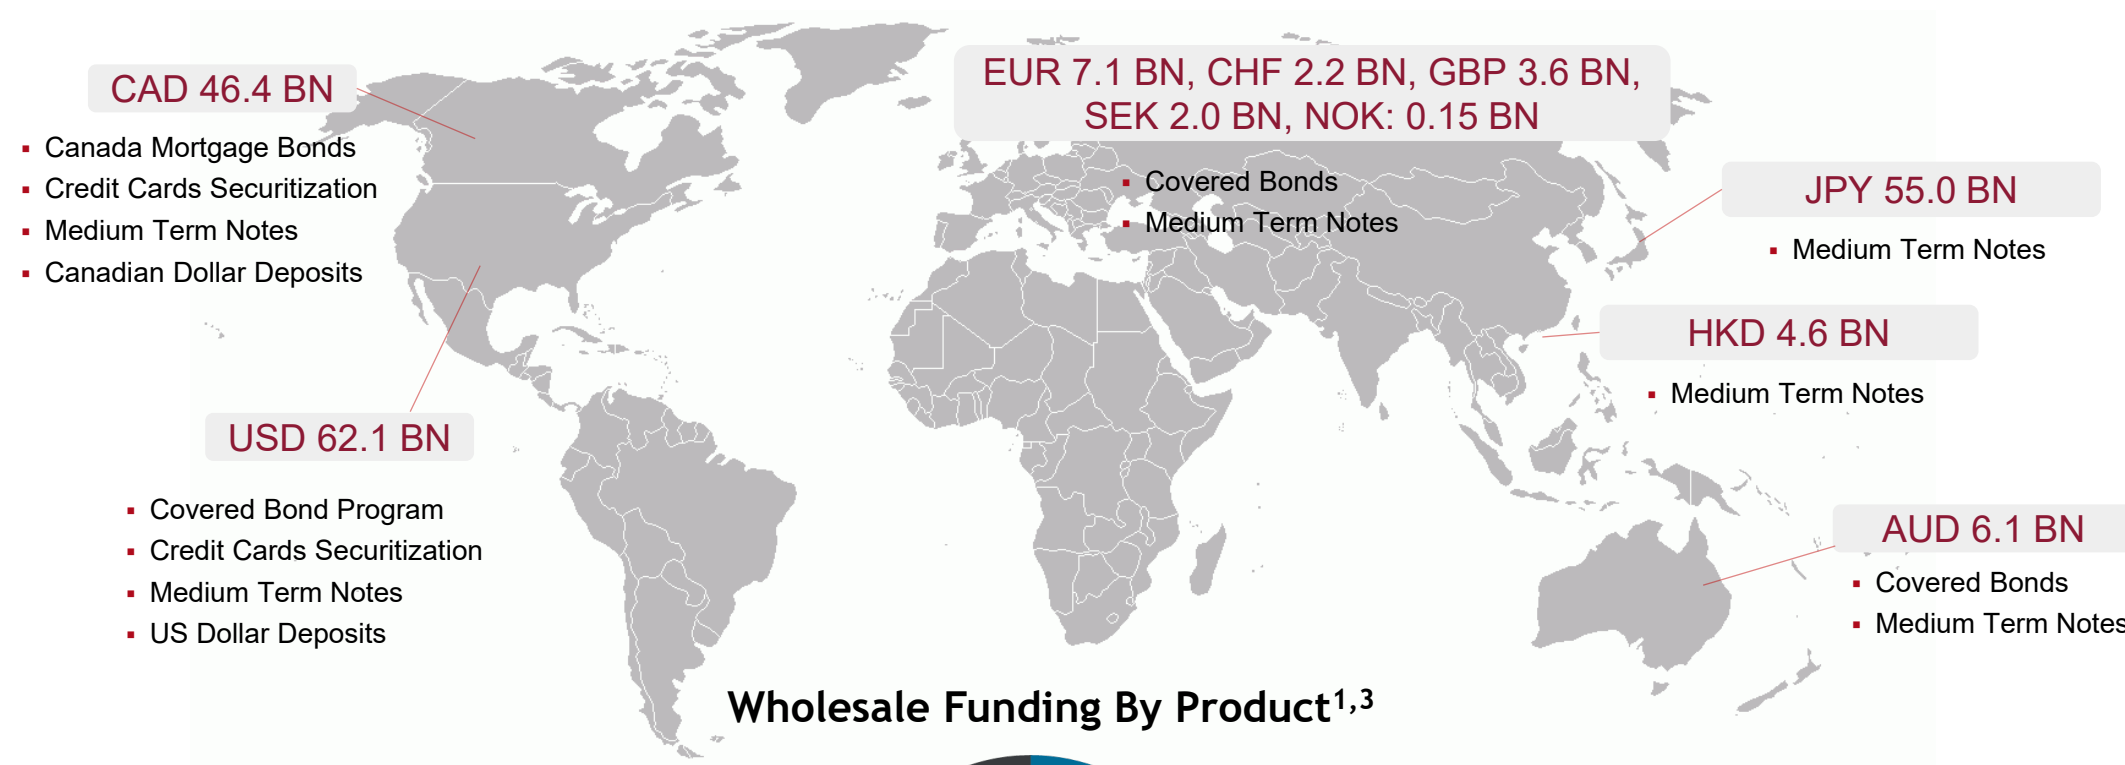 CAD 46.4 BN
▪ Canada Mortgage Bonds
▪ Credit Cards Securitization
▪ Medium Term Notes
▪ Canadian Dollar Deposits
USD 62.1 BN
▪ Covered Bond Program
▪ Credit Cards Securitization
▪ Medium Term Notes
▪ US Dollar Deposits
EUR 7.1 BN, CHF 2.2 BN, GBP 3.6 BN,
SEK 2.0 BN, NOK: 0.15 BN
▪ Covered Bonds
▪ Medium Term Notes
JPY 55.0 BN
▪ Medium Term Notes
HKD 4.6 BN
▪ Medium Term Notes
AUD 6.1 BN
▪ Covered Bonds
▪ Medium Term Notes
Wholesale Funding By Product1,3